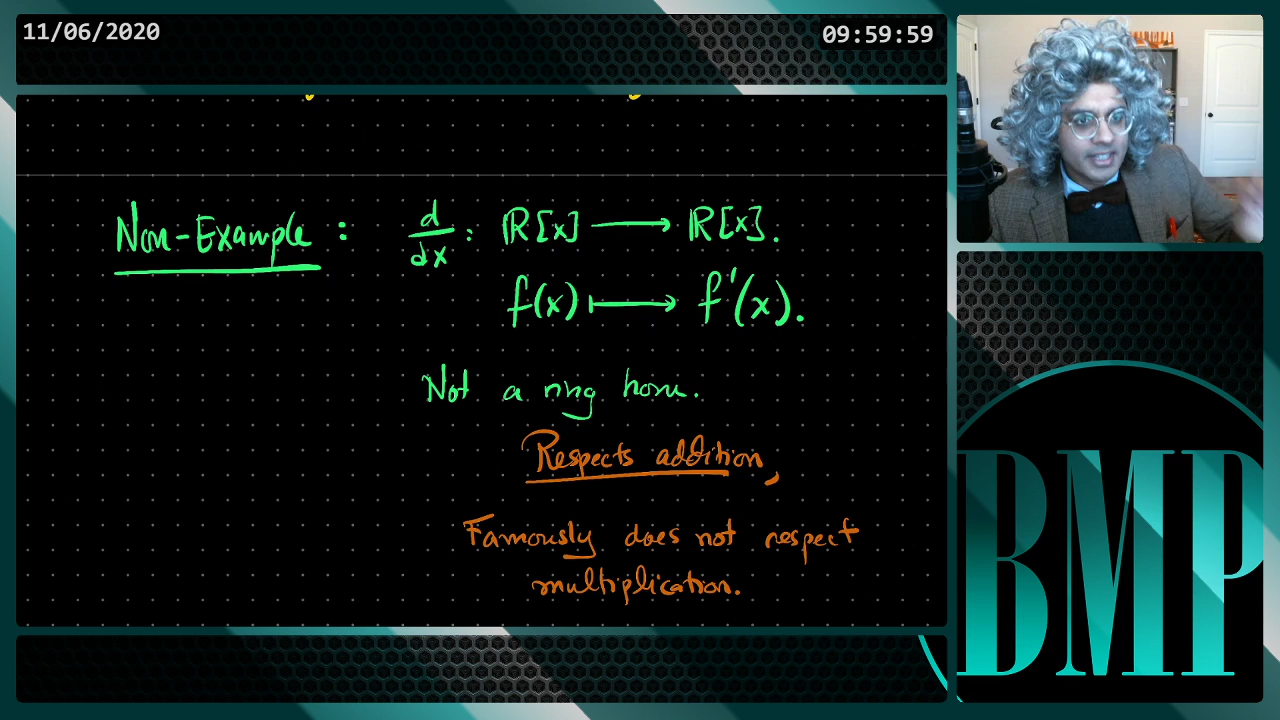 11/06/2020
09:59:59
Non-Example : d/dx : ℝ[x] ⟶ ℝ[x].
f(x) ⟼ f'(x).
Not a ring hom.
Respects addition,
Famously does not respect
multiplication.
BMP